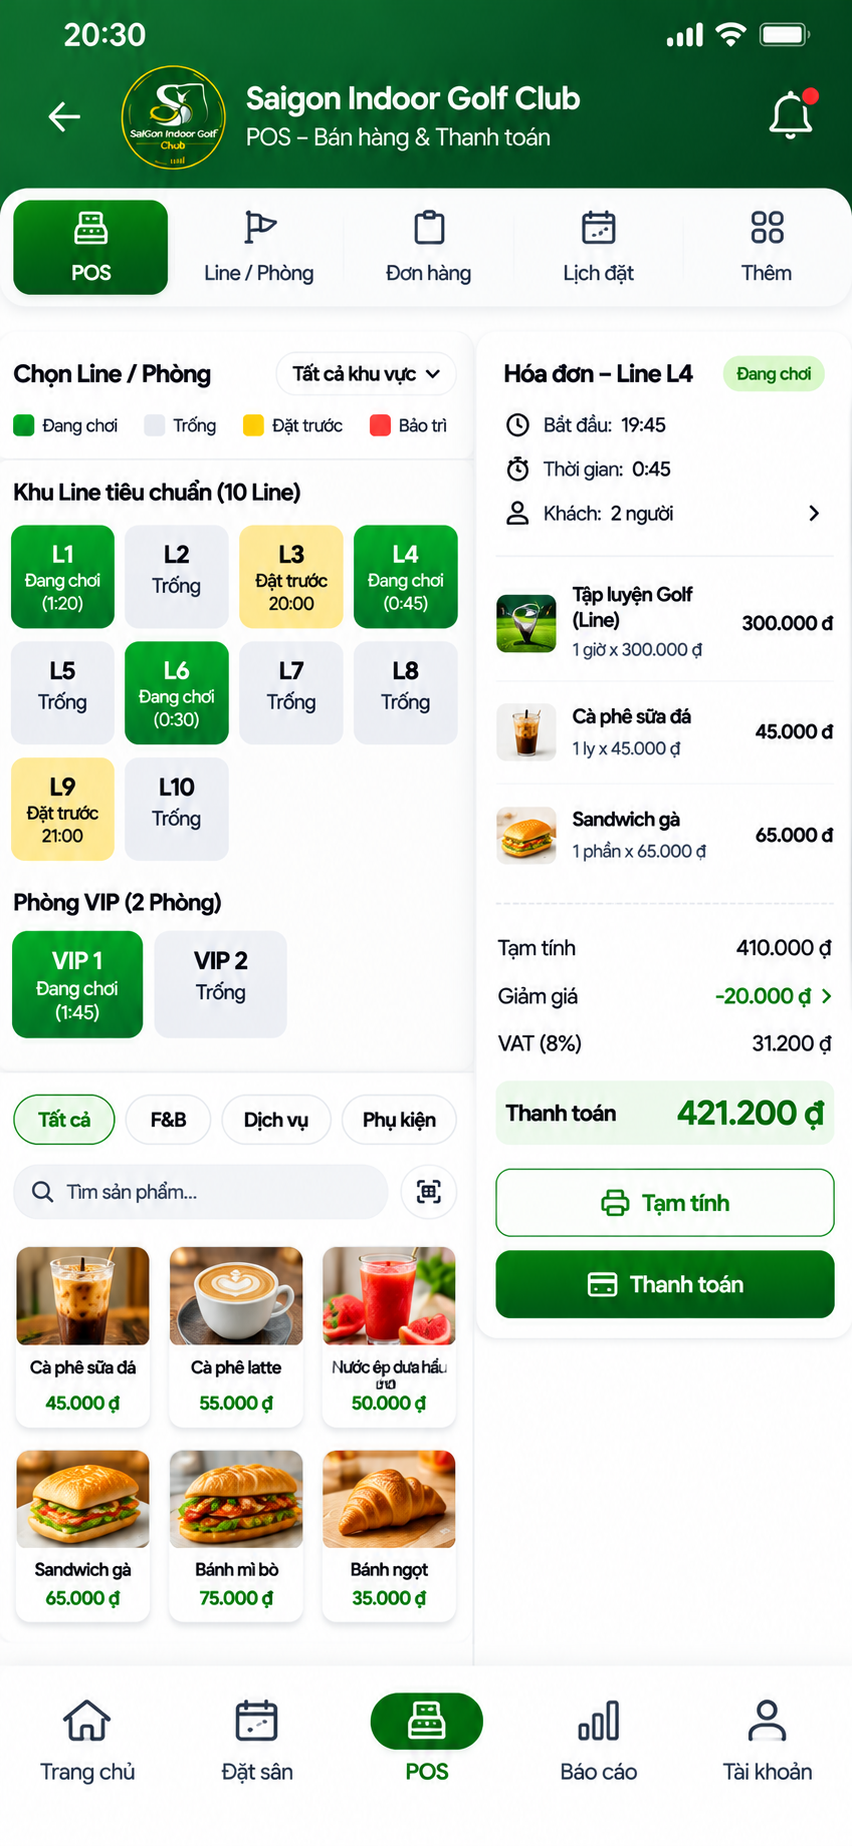 20:30
Saigon Indoor Golf Club
POS – Bán hàng & Thanh toán
SaiGon Indoor Golf
Chub
POS
Line / Phòng
Đơn hàng
Lịch đặt
Thêm
Chọn Line / Phòng
Tất cả khu vực
Đang chơi
Trống
Đặt trước
Bảo trì
Khu Line tiêu chuẩn (10 Line)
L1
Đang chơi
(1:20)
L2
Trống
L3
Đặt trước
20:00
L4
Đang chơi
(0:45)
L5
Trống
L6
Đang chơi
(0:30)
L7
Trống
L8
Trống
L9
Đặt trước
21:00
L10
Trống
Phòng VIP (2 Phòng)
VIP 1
Đang chơi
(1:45)
VIP 2
Trống
Tất cả
F&B
Dịch vụ
Phụ kiện
Tìm sản phẩm...
Cà phê sữa đá
45.000 ₫
Cà phê latte
55.000 ₫
Nước ép dưa hấu
50.000 ₫
Sandwich gà
65.000 ₫
Bánh mì bò
75.000 ₫
Bánh ngọt
35.000 ₫
Hóa đơn – Line L4
Đang chơi
Bắt đầu: 19:45
Thời gian: 0:45
Khách: 2 người
Tập luyện Golf
(Line)
1 giờ x 300.000 ₫
300.000 đ
Cà phê sữa đá
1 ly x 45.000 ₫
45.000 đ
Sandwich gà
1 phần x 65.000 ₫
65.000 đ
Tạm tính
410.000 ₫
Giảm giá
-20.000 ₫
VAT (8%)
31.200 ₫
Thanh toán
421.200 ₫
Tạm tính
Thanh toán
Trang chủ
Đặt sân
POS
Báo cáo
Tài khoản